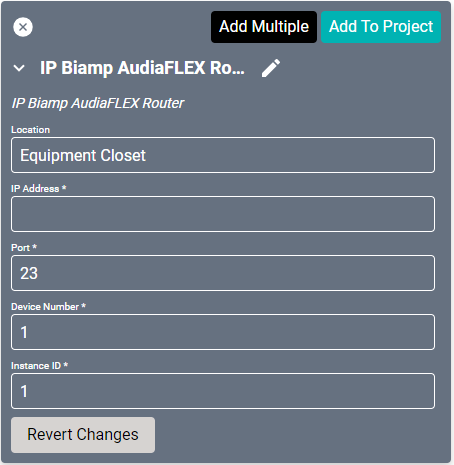 Add Multiple
Add To Project
IP Biamp AudiaFLEX Ro...
IP Biamp AudiaFLEX Router
Location
Equipment Closet
IP Address *
Port *
23
Device Number *
1
Instance ID *
1
Revert Changes